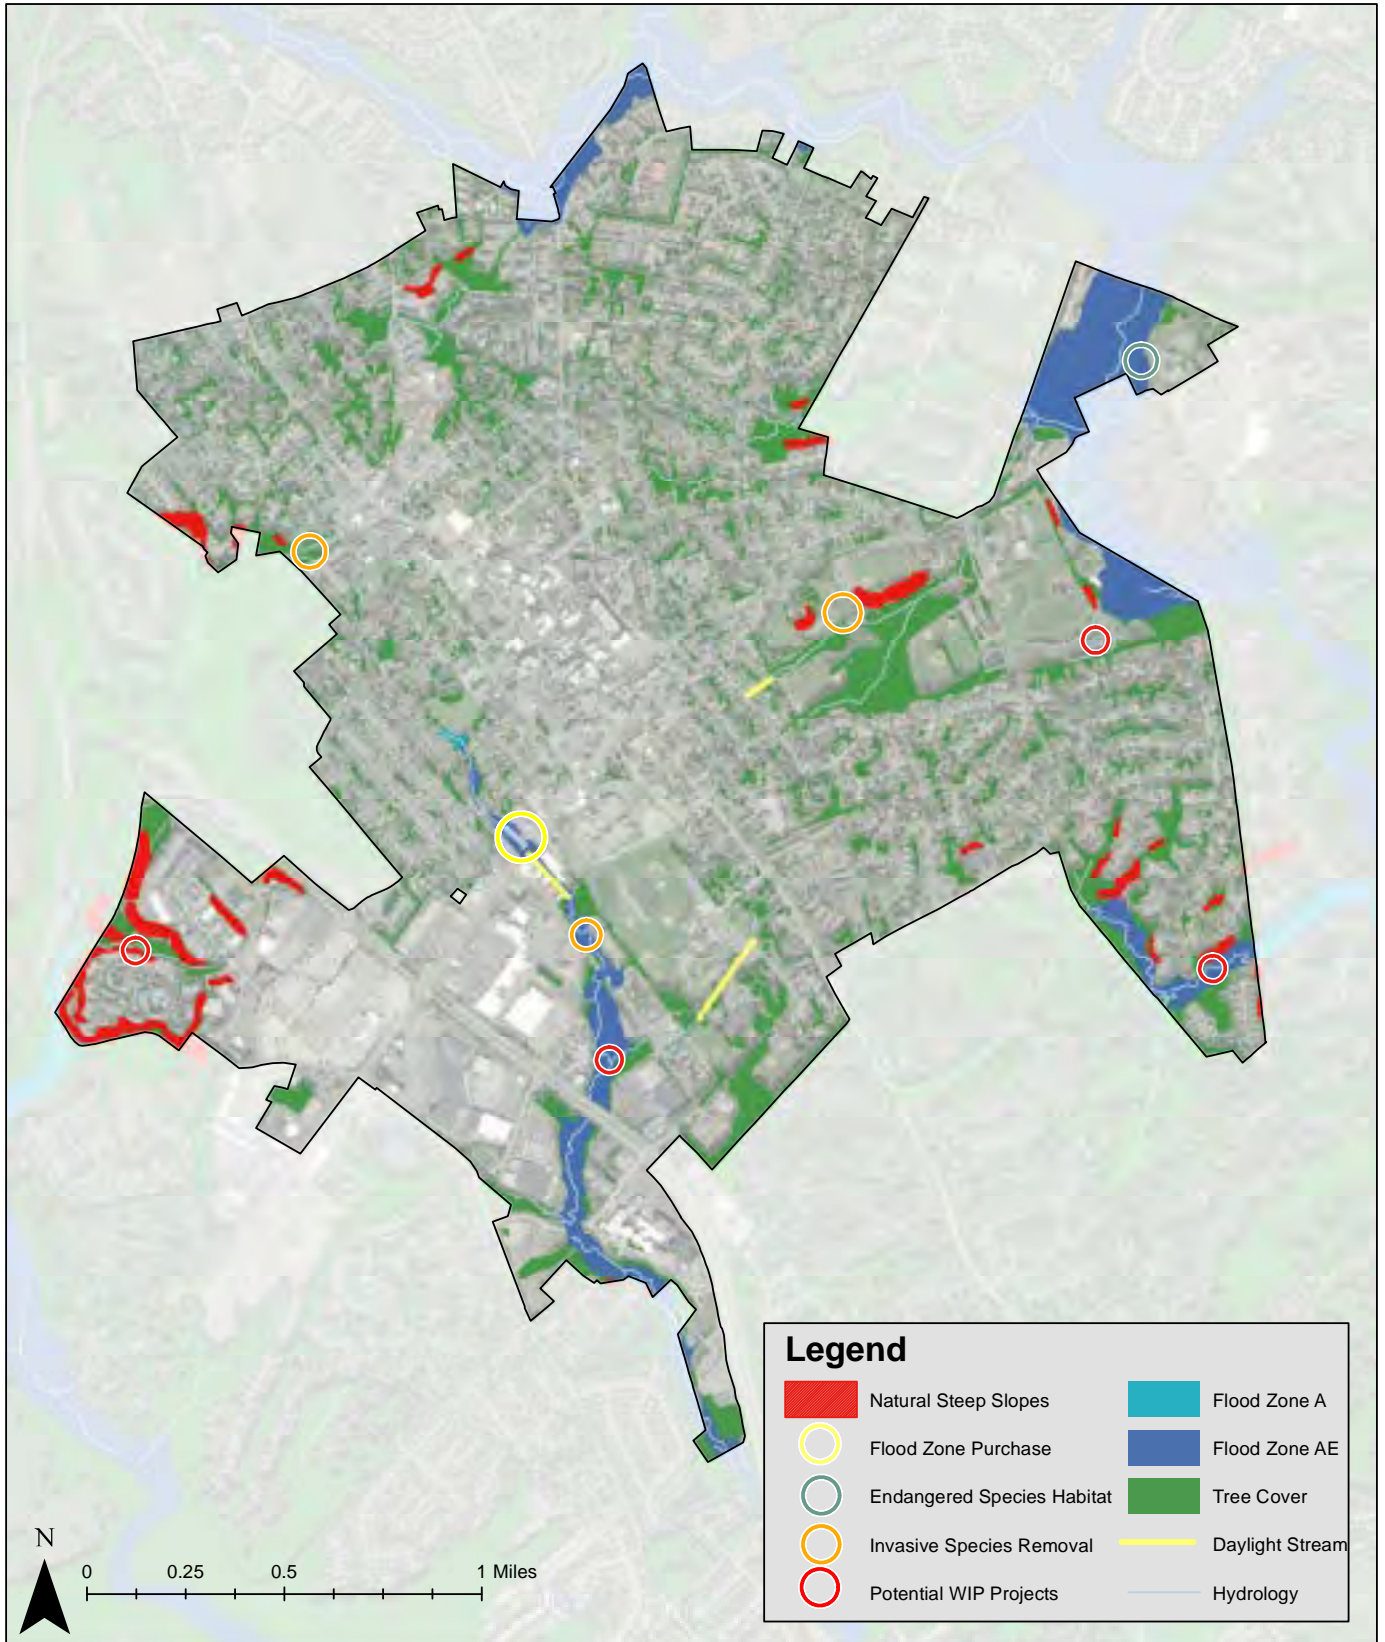 Legend
Natural Steep Slopes
Flood Zone A
Flood Zone Purchase
Flood Zone AE
Endangered Species Habitat
Tree Cover
Invasive Species Removal
Daylight Stream
Potential WIP Projects
Hydrology
N
0 0.25 0.5 1 Miles